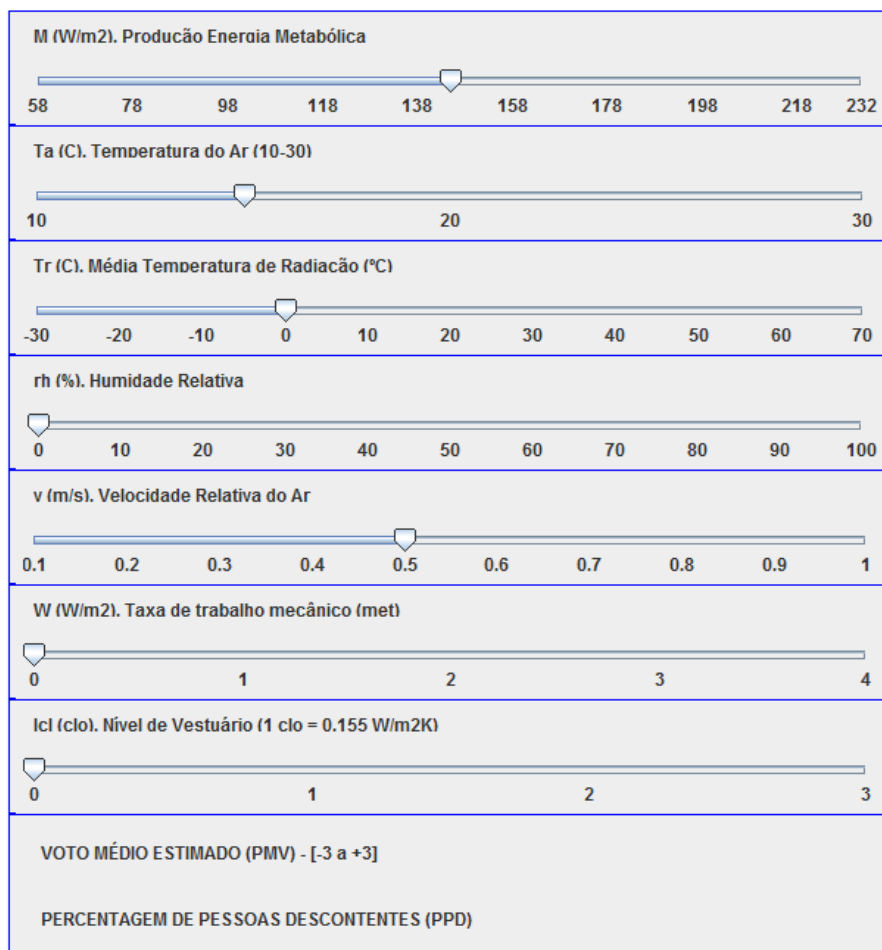 M (W/m2). Produção Energia Metabólica
58 78 98 118 138 158 178 198 218 232
Ta (C). Temperatura do Ar (10-30)
10 20 30
Tr (C). Média Temperatura de Radiação (ºC)
-30 -20 -10 0 10 20 30 40 50 60 70
rh (%). Humidade Relativa
0 10 20 30 40 50 60 70 80 90 100
v (m/s). Velocidade Relativa do Ar
0.1 0.2 0.3 0.4 0.5 0.6 0.7 0.8 0.9 1
W (W/m2). Taxa de trabalho mecânico (met)
0 1 2 3 4
Icl (clo). Nível de Vestuário (1 clo = 0.155 W/m2K)
0 1 2 3
VOTO MÉDIO ESTIMADO (PMV) - [-3 a +3]
PERCENTAGEM DE PESSOAS DESCONTENTES (PPD)